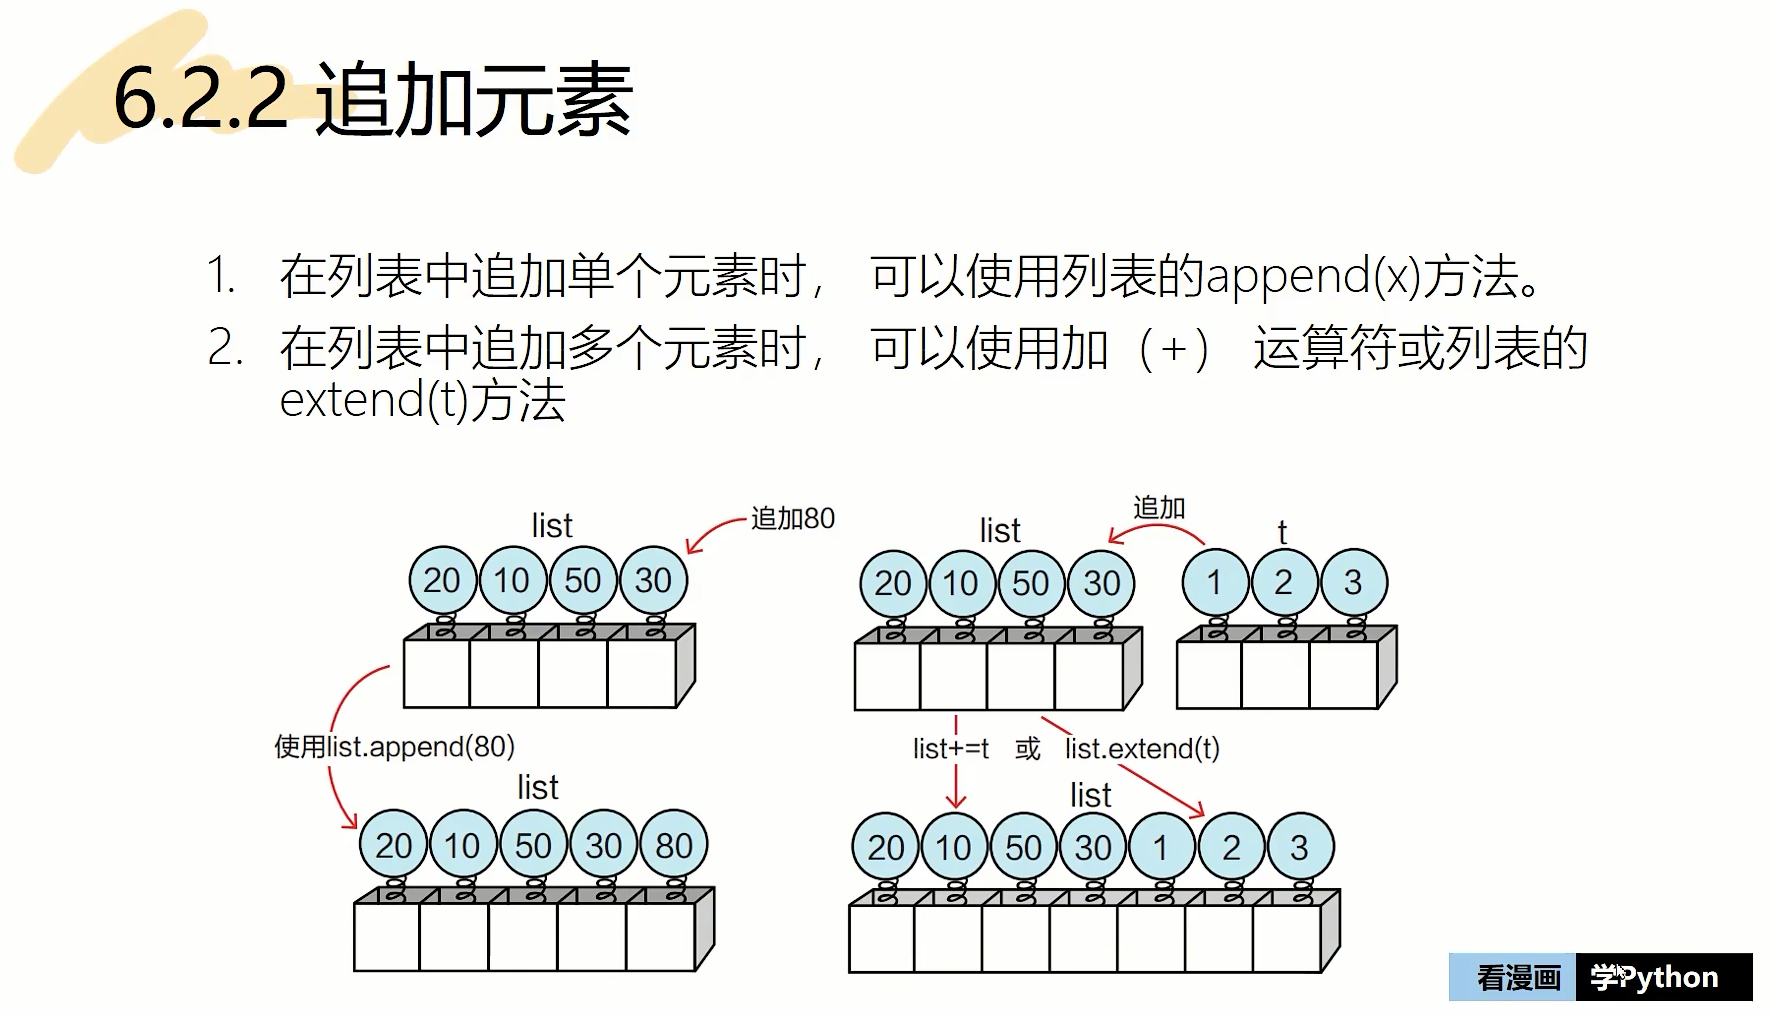 6.2.2 追加元素
1. 在列表中追加单个元素时， 可以使用列表的append(x)方法。
2. 在列表中追加多个元素时， 可以使用加（+） 运算符或列表的
extend(t)方法
list
追加80
20 10 50 30
使用list.append(80)
list
20 10 50 30 80
list
追加
t
20 10 50 30
1 2 3
list+=t 或 list.extend(t)
list
20 10 50 30 1 2 3
看漫画 学Python